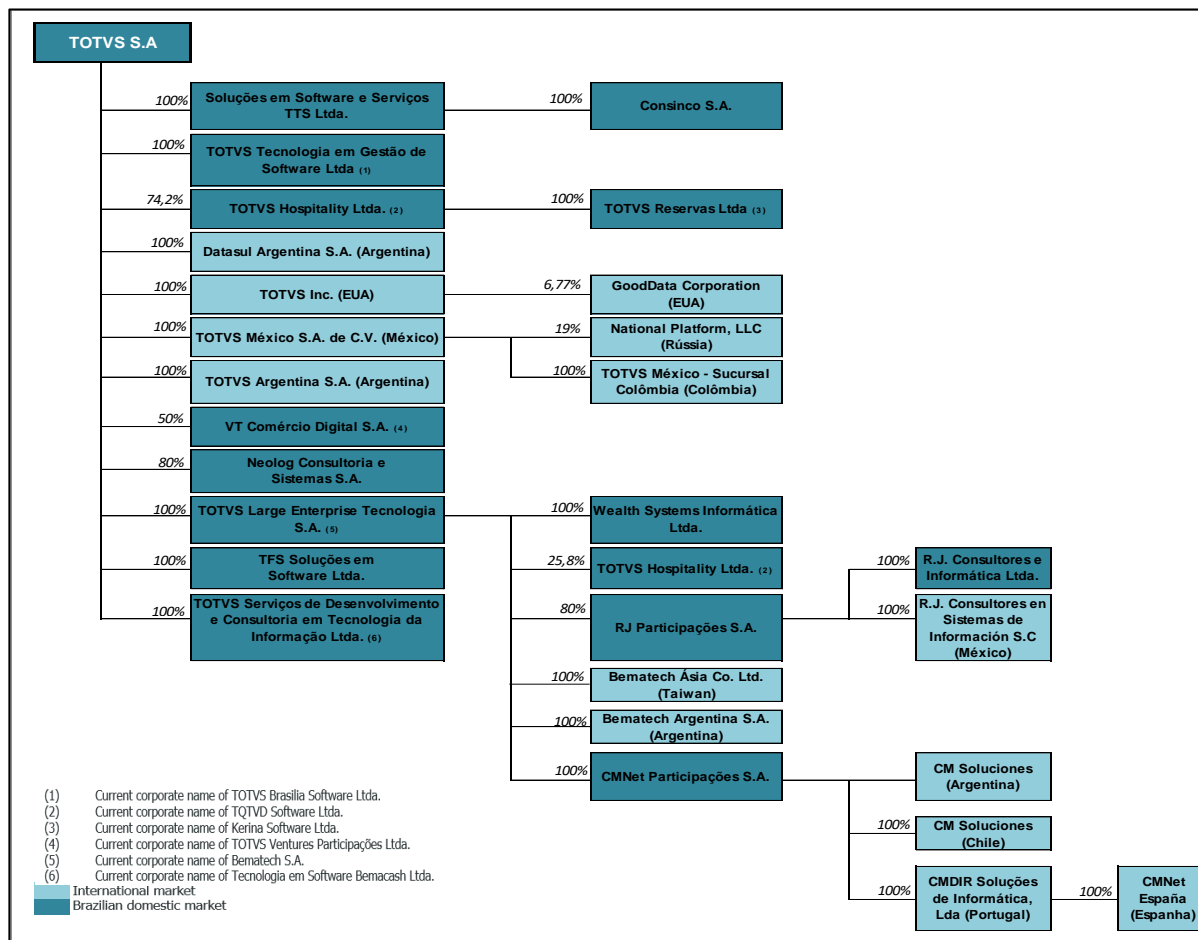 TOTVS S.A
100%
Soluções em Software e Serviços
TTS Ltda.
100%
Consinco S.A.
100%
TOTVS Tecnologia em Gestão de
Software Ltda (1)
74,2%
TOTVS Hospitality Ltda. (2)
100%
TOTVS Reservas Ltda (3)
100%
Datasul Argentina S.A. (Argentina)
100%
TOTVS Inc. (EUA)
6,77%
GoodData Corporation
(EUA)
100%
TOTVS México S.A. de C.V. (México)
19%
National Platform, LLC
(Rússia)
100%
TOTVS Argentina S.A. (Argentina)
100%
TOTVS México - Sucursal
Colômbia (Colômbia)
50%
VT Comércio Digital S.A. (4)
80%
Neolog Consultoria e
Sistemas S.A.
100%
TOTVS Large Enterprise Tecnologia
S.A. (5)
100%
Wealth Systems Informática
Ltda.
100%
TFS Soluções em
Software Ltda.
25,8%
TOTVS Hospitality Ltda. (2)
100%
R.J. Consultores e
Informática Ltda.
100%
TOTVS Serviços de Desenvolvimento
e Consultoria em Tecnologia da
Informação Ltda. (6)
80%
RJ Participações S.A.
100%
R.J. Consultores en
Sistemas de
Información S.C
(México)
100%
Bematech Ásia Co. Ltd.
(Taiwan)
100%
Bematech Argentina S.A.
(Argentina)
100%
CMNet Participações S.A.
CM Soluciones
(Argentina)
100%
CM Soluciones
(Chile)
100%
CMDIR Soluções
de Informática,
Lda (Portugal)
100%
CMNet
España
(Espanha)
(1) Current corporate name of TOTVS Brasilia Software Ltda.
(2) Current corporate name of TQTVD Software Ltda.
(3) Current corporate name of Kerina Software Ltda.
(4) Current corporate name of TOTVS Ventures Participações Ltda.
(5) Current corporate name of Bematech S.A.
(6) Current corporate name of Tecnologia em Software Bemacash Ltda.
International market
Brazilian domestic market